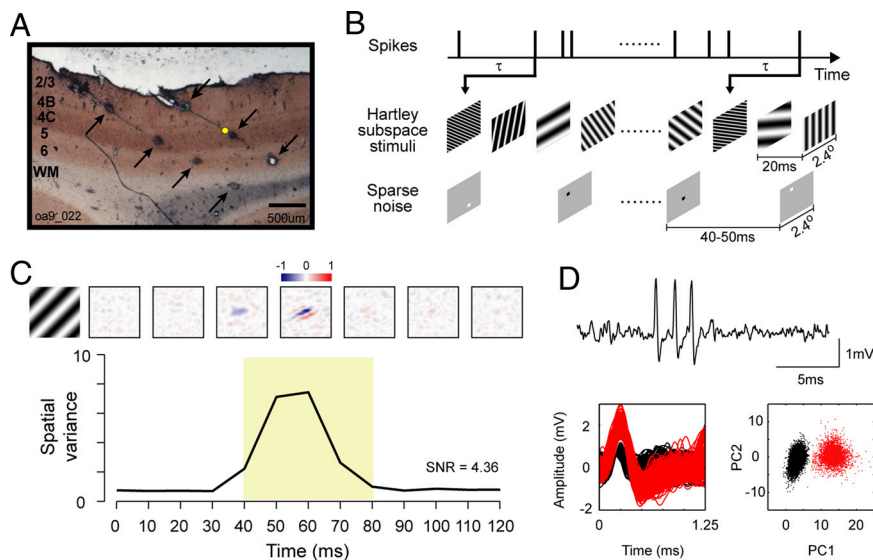 A
2/3
4B
4C
5
6
WM
oa9_022
500um
B
Spikes
τ
τ
Time
Hartley
subspace
stimuli
20ms
2.4°
Sparse
noise
40-50ms
2.4°
C
-1 0 1
10
Spatial
variance
0
SNR = 4.36
0 10 20 30 40 50 60 70 80 90 100 110 120
Time (ms)
D
1mV
5ms
Amplitude (mV)
2
0
-2
0 1.25
Time (ms)
PC2
10
0
-10
0 10 20
PC1